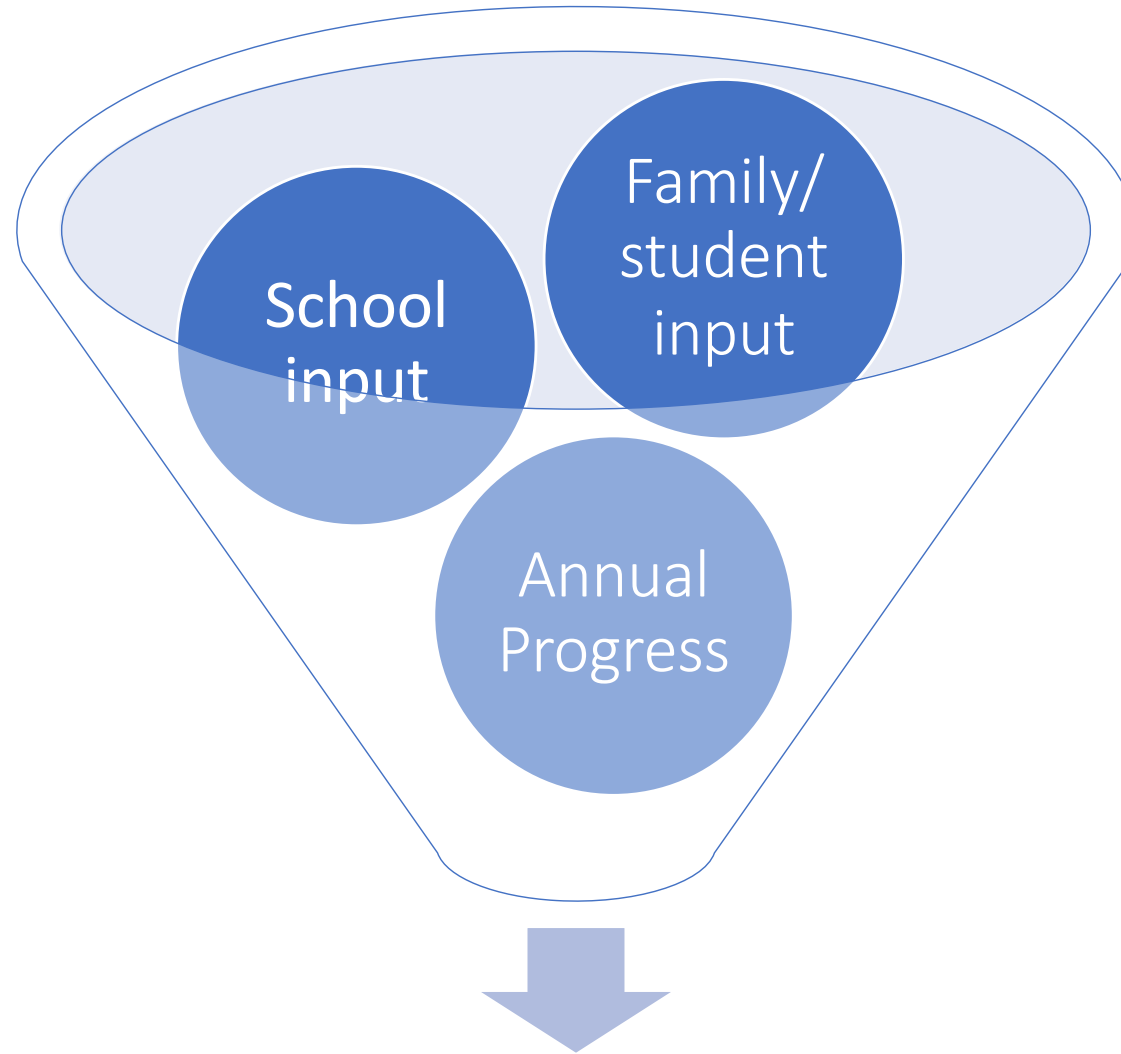 Family/
student
input
School
input
Annual
Progress